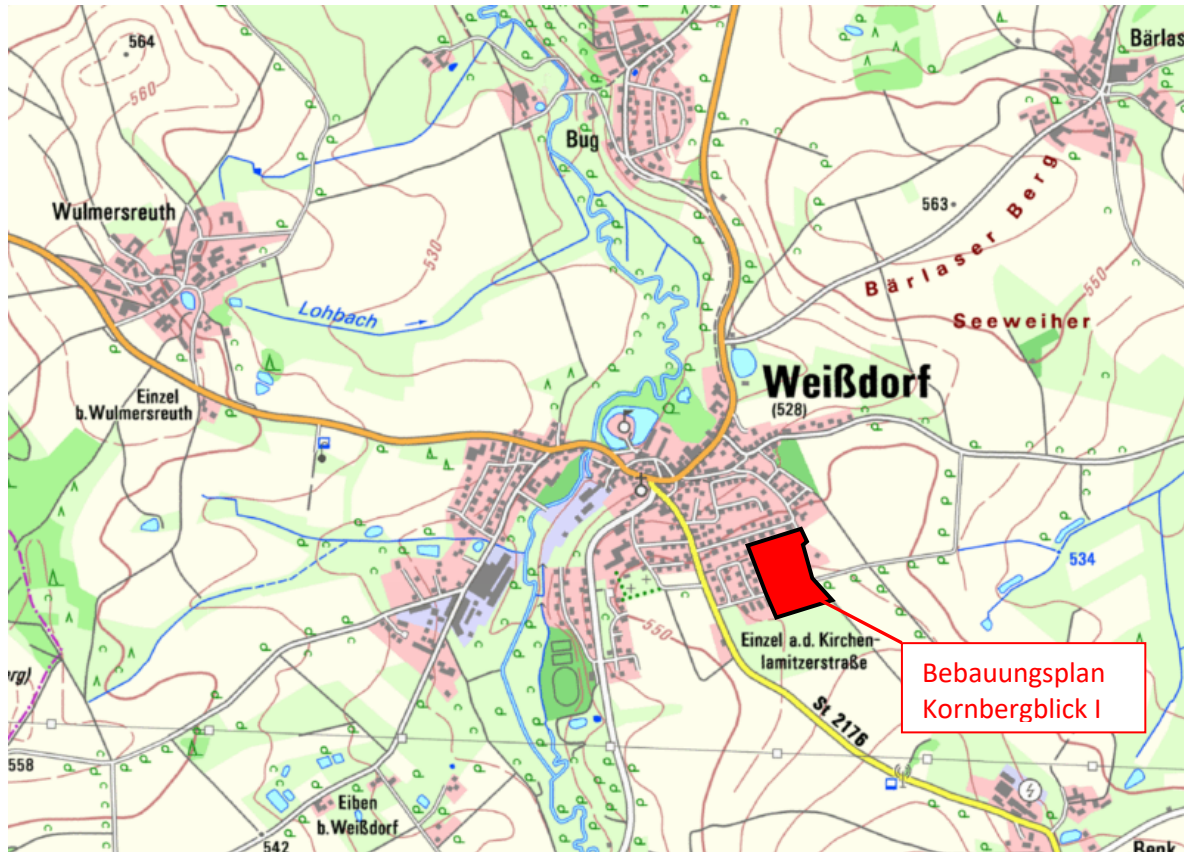 564
560
Bug
Bärlas
Wulmersreuth
530
Lohbach
563
Bärlaser Berg
550
Seeweiher
Einzel
b.Wulmersreuth
Weißdorf
(528)
534
550
Einzel a.d. Kirchen-
lamitzerstraße
Bebauungsplan
Kornbergblick I
St 2176
rg)
558
Eiben
b.Weißdorf
542
Benk